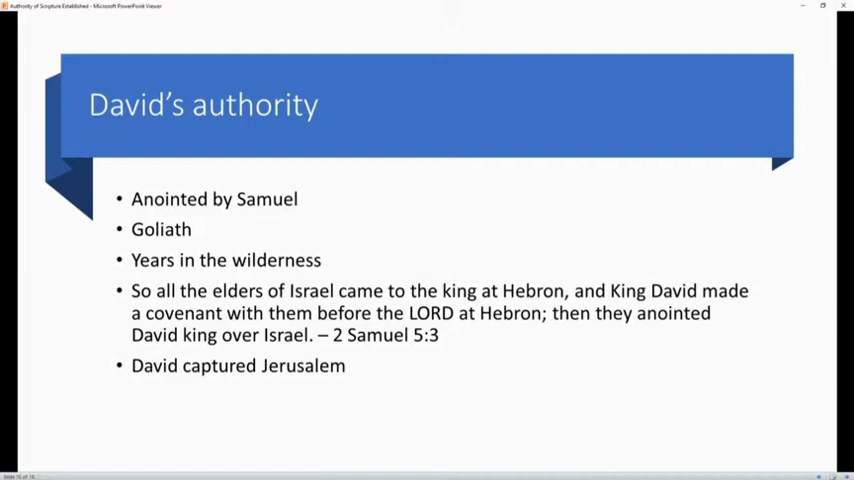 Authority of Scripture Established - Microsoft PowerPoint Viewer
David's authority
• Anointed by Samuel
• Goliath
• Years in the wilderness
• So all the elders of Israel came to the king at Hebron, and King David made
a covenant with them before the LORD at Hebron; then they anointed
David king over Israel. – 2 Samuel 5:3
• David captured Jerusalem